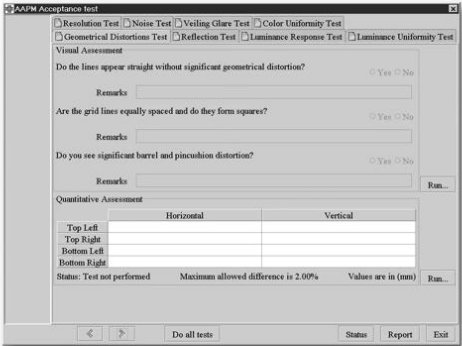 AAPM Acceptance test
Resolution Test Noise Test Veiling Glare Test Color Uniformity Test
Geometrical Distortions Test Reflection Test Luminance Response Test Luminance Uniformity Test
Visual Assessment
Do the lines appear straight without significant geometrical distortion?
Yes No
Remarks
Are the grid lines equally spaced and do they form squares?
Yes No
Remarks
Do you see significant barrel and pincushion distortion?
Yes No
Remarks
Run...
Quantitative Assessment
Horizontal Vertical
Top Left
Top Right
Bottom Left
Bottom Right
Status: Test not performed Maximum allowed difference is 2.00% Values are in (mm) Run...
< > Do all tests Status Report Exit